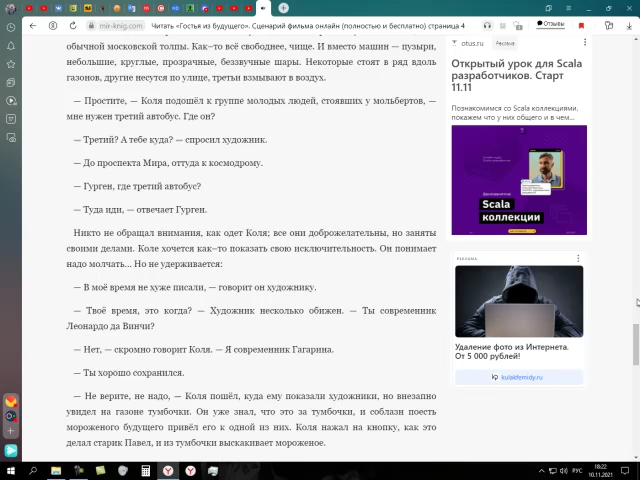 mir-knig.com
Читать «Гостья из будущего». Сценарий фильма онлайн (полностью и бесплатно) страница 4
Отзывы
обычной московской толпы. Как–то всё свободнее, чище. И вместо машин — пузыри,
небольшие, круглые, прозрачные, беззвучные шары. Некоторые стоят в ряд вдоль
газонов, другие несутся по улице, третьи взмывают в воздух.
— Простите, — Коля подошёл к группе молодых людей, стоявших у мольбертов, —
мне нужен третий автобус. Где он?
— Третий? А тебе куда? — спросил художник.
— До проспекта Мира, оттуда к космодрому.
— Гурген, где третий автобус?
— Туда иди, — отвечает Гурген.
Никто не обращал внимания, как одет Коля; все они доброжелательны, но заняты
своими делами. Коле хочется как–то показать свою исключительность. Он понимает
надо молчать... Но не удерживается:
— В моё время не хуже писали, — говорит он художнику.
— Твоё время, это когда? — Художник несколько обижен. — Ты современник
Леонардо да Винчи?
— Нет, — скромно говорит Коля. — Я современник Гагарина.
— Ты хорошо сохранился.
— Не верите, не надо, — Коля пошёл, куда ему показали художники, но внезапно
увидел на газоне тумбочки. Он уже знал, что это за тумбочки, и соблазн поесть
мороженого будущего привёл его к одной из них. Коля нажал на кнопку, как это
делал старик Павел, и из тумбочки выскакивает мороженое.
otus.ru
Реклама
Открытый урок для Scala
разработчиков. Старт
11.11
Познакомимся со Scala коллекциями,
покажем что у них общего и в чем...
Scala
коллекции
РЕКЛАМА
Удаление фото из Интернета.
От 5 000 рублей!
kulakfemidy.ru
РУС
18:22
10.11.2021